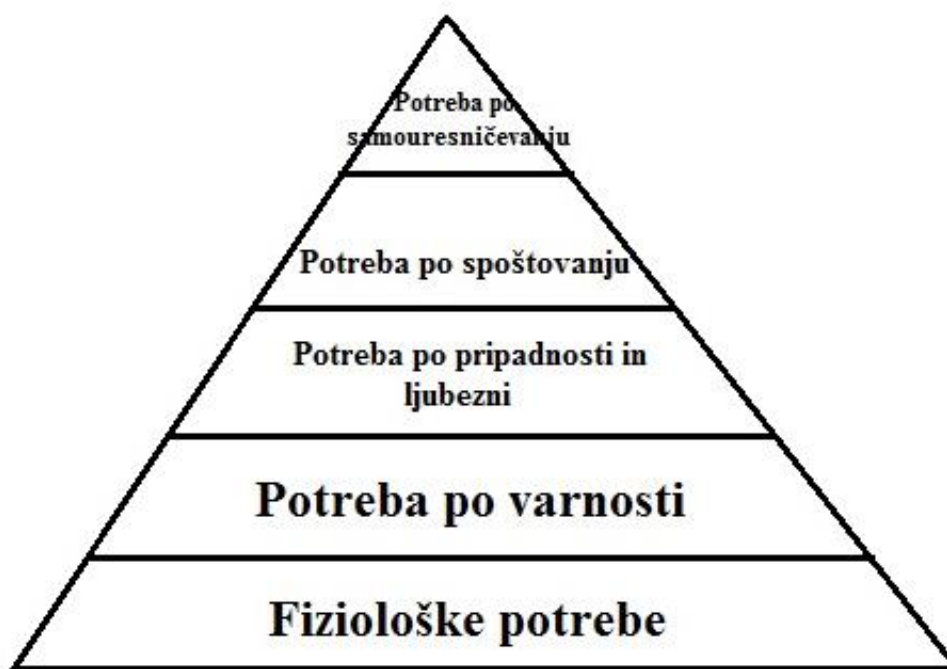 Potreba po
samouresničevanju
Potreba po spoštovanju
Potreba po pripadnosti in
ljubezni
Potreba po varnosti
Fiziološke potrebe